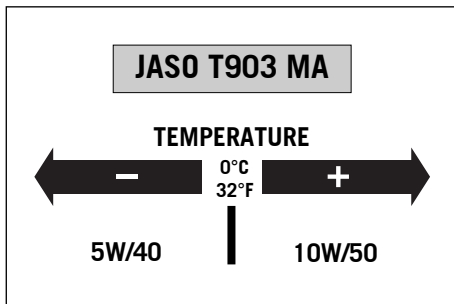 JASO T903 MA
TEMPERATURE
– 0°C +
32°F
5W/40 10W/50